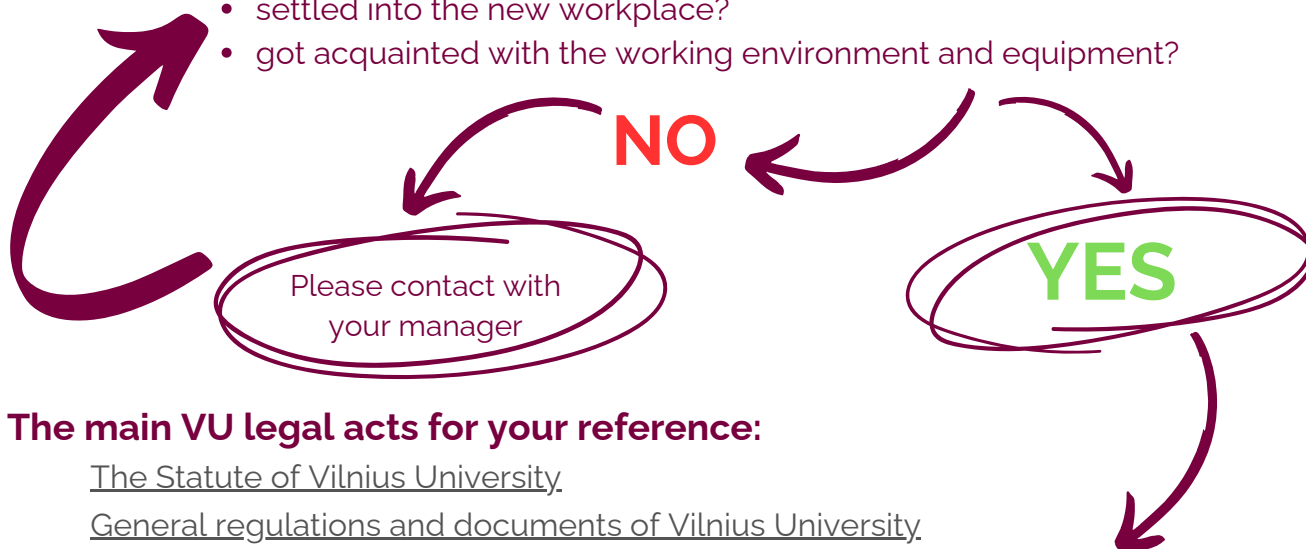 settled into the new workplace?
got acquainted with the working environment and equipment?
NO
YES
Please contact with
your manager
The main VU legal acts for your reference:
The Statute of Vilnius University
General regulations and documents of Vilnius University